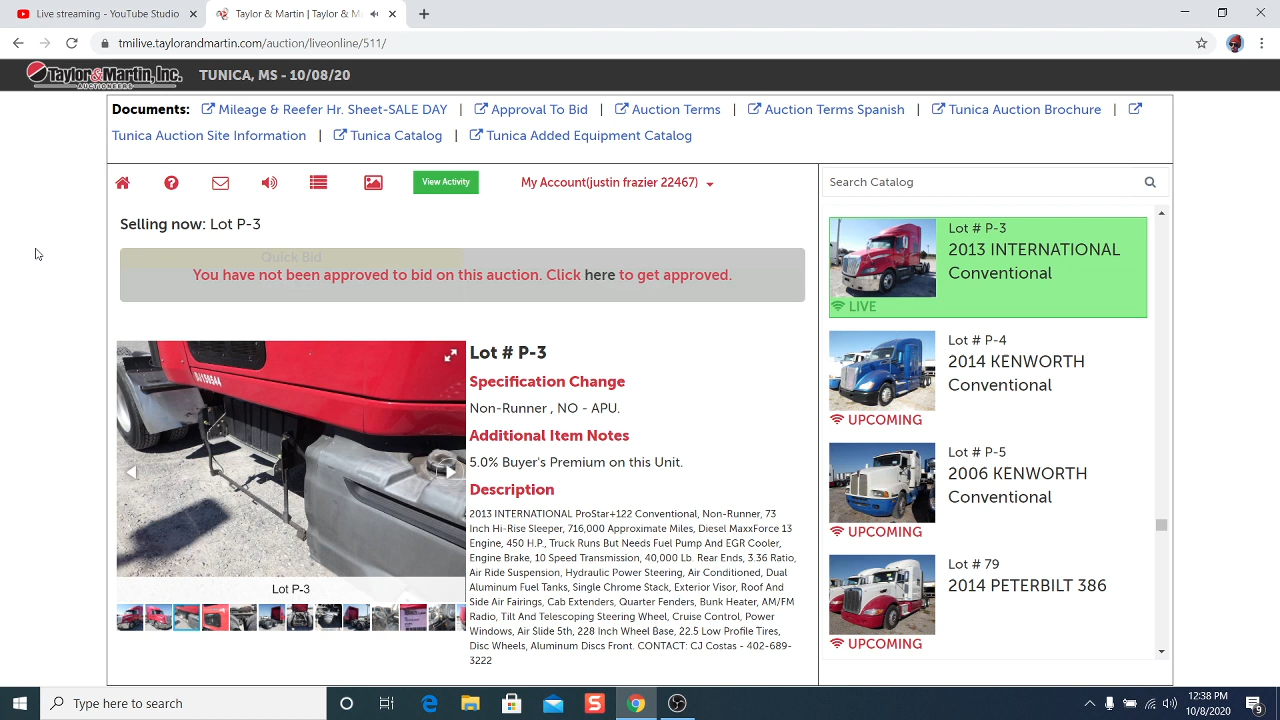 Live streaming - YouTube Studio
Taylor & Martin | Taylor & M
tmlive.taylorandmartin.com/auction/liveonline/511/
Taylor & Martin, Inc. AUCTIONEERS
TUNICA, MS - 10/08/20
Documents: Mileage & Reefer Hr. Sheet-SALE DAY | Approval To Bid | Auction Terms | Auction Terms Spanish | Tunica Auction Brochure |
Tunica Auction Site Information | Tunica Catalog | Tunica Added Equipment Catalog
View Activity
My Account(justin frazier 22467)
Search Catalog
Selling now: Lot P-3
Quick Bid
You have not been approved to bid on this auction. Click here to get approved.
Lot P-3
Lot # P-3
Specification Change
Non-Runner , NO - APU.
Additional Item Notes
5.0% Buyer's Premium on this Unit.
Description
2013 INTERNATIONAL ProStar+122 Conventional, Non-Runner, 73
Inch Hi-Rise Sleeper, 716,000 Approximate Miles, Diesel MaxxForce 13
Engine, 450 H.P., Truck Runs But Needs Fuel Pump And EGR Cooler,
Engine Brake, 10 Speed Transmission, 40,000 Lb. Rear Ends, 3.36 Ratio,
Air Ride Suspension, Hydraulic Power Steering, Air Conditioned, Dual
Aluminum Fuel Tanks, Single Chrome Stack, Exterior Visor, Roof And
Side Air Fairings, Cab Extenders, Quarter Fenders, Bunk Heater, AM/FM
Radio, Tilt And Telescoping Steering Wheel, Cruise Control, Power
Windows, Air Slide 5th, 228 Inch Wheel Base, 22.5 Low Profile Tires,
Disc Wheels, Aluminum Discs Front. CONTACT: CJ Costas - 402-689-
3222
Lot # P-3
2013 INTERNATIONAL
Conventional
LIVE
Lot # P-4
2014 KENWORTH
Conventional
UPCOMING
Lot # P-5
2006 KENWORTH
Conventional
UPCOMING
Lot # 79
2014 PETERBILT 386
UPCOMING
Type here to search
12:38 PM
10/8/2020
9